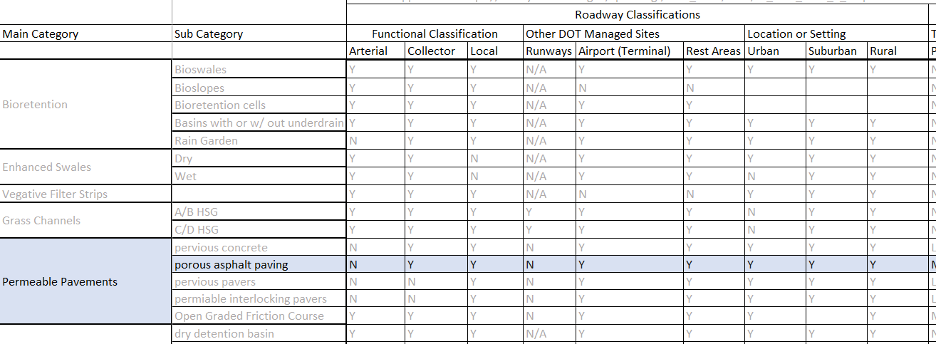 Roadway Classifications
Main Category Sub Category Functional Classification Other DOT Managed Sites Location or Setting
Arterial Collector Local Runways Airport (Terminal) Rest Areas Urban Suburban Rural
Bioretention
Bioswales Y Y Y N/A Y Y Y Y Y
Bioslopes Y Y Y N/A N N
Bioretention cells Y Y Y N/A Y Y
Basins with or w/ out underdrain Y Y Y N/A Y Y Y Y Y
Rain Garden N Y Y N/A Y Y Y Y Y
Enhanced Swales
Dry Y Y N N/A Y Y Y Y Y
Wet Y Y N N/A Y Y N Y Y
Vegative Filter Strips Y Y Y N/A N N Y Y Y
Grass Channels
A/B HSG Y Y Y Y Y Y N Y Y
C/D HSG Y Y Y Y Y Y N Y Y
Permeable Pavements
pervious concrete N Y Y N Y Y Y Y Y
porous asphalt paving N Y Y N Y Y Y Y Y
pervious pavers N N Y N Y Y Y Y Y
permiable interlocking pavers N N Y N Y Y Y Y Y
Open Graded Friction Course Y Y Y N Y Y Y
dry detention basin Y Y Y N/A Y Y Y Y Y